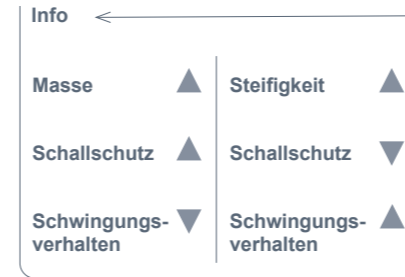 Info
Masse
Steifigkeit
Schallschutz
Schallschutz
Schwingungs-
verhalten
Schwingungs-
verhalten